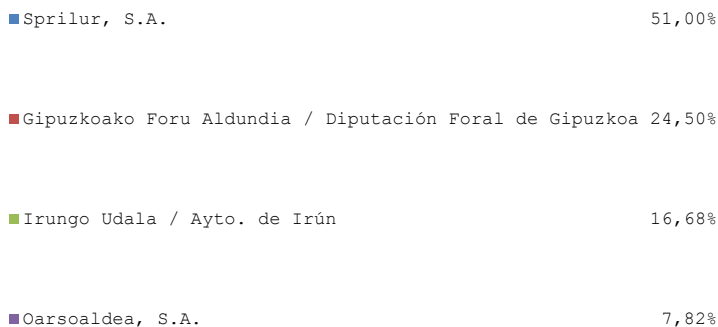 Sprilur, S.A. 51,00%
Gipuzkoako Foru Aldundia / Diputación Foral de Gipuzkoa 24,50%
Irungo Udala / Ayto. de Irún 16,68%
Oarsoaldea, S.A. 7,82%